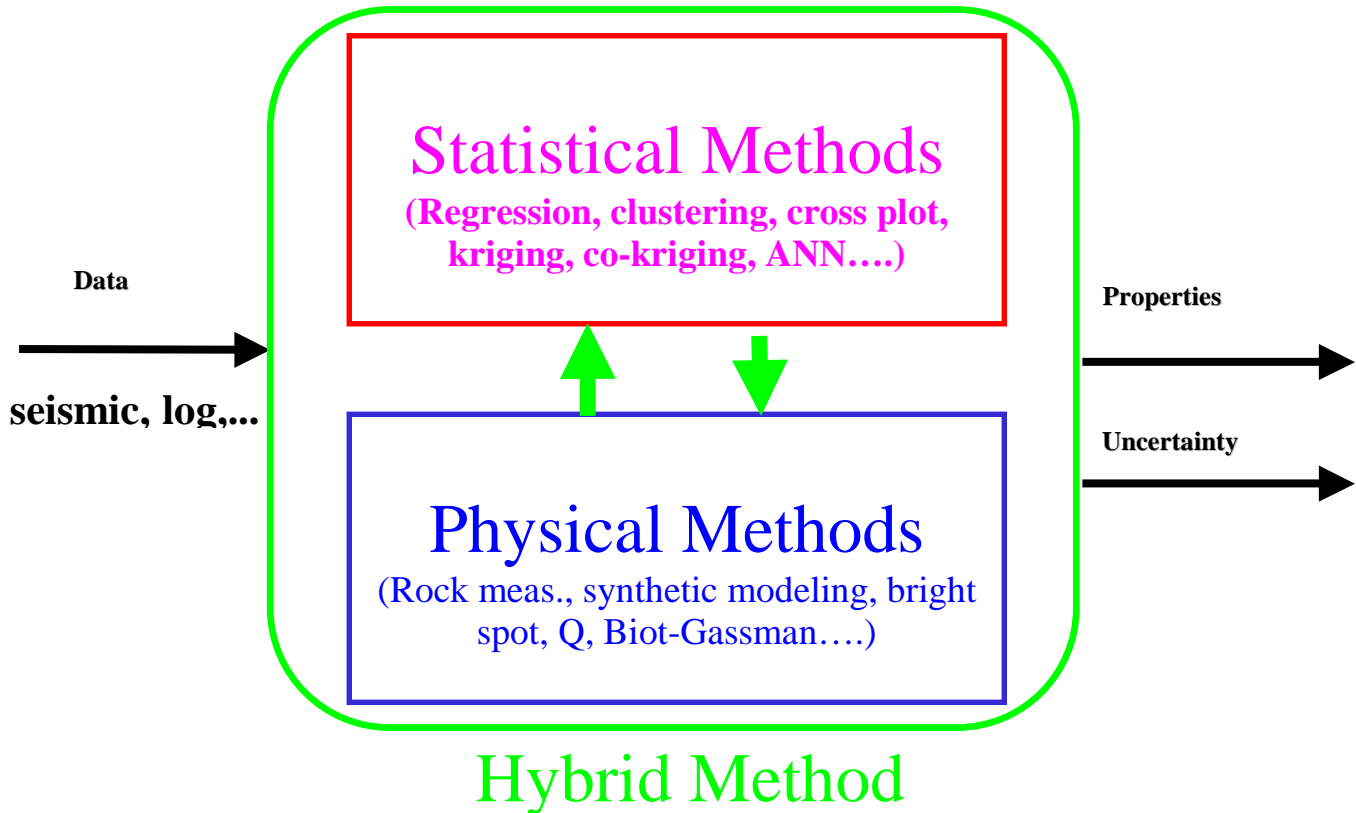 Statistical Methods
(Regression, clustering, cross plot,
kriging, co-kriging, ANN….)
Data
seismic, log,...
Properties
Uncertainty
Physical Methods
(Rock meas., synthetic modeling, bright
spot, Q, Biot-Gassman….)
Hybrid Method